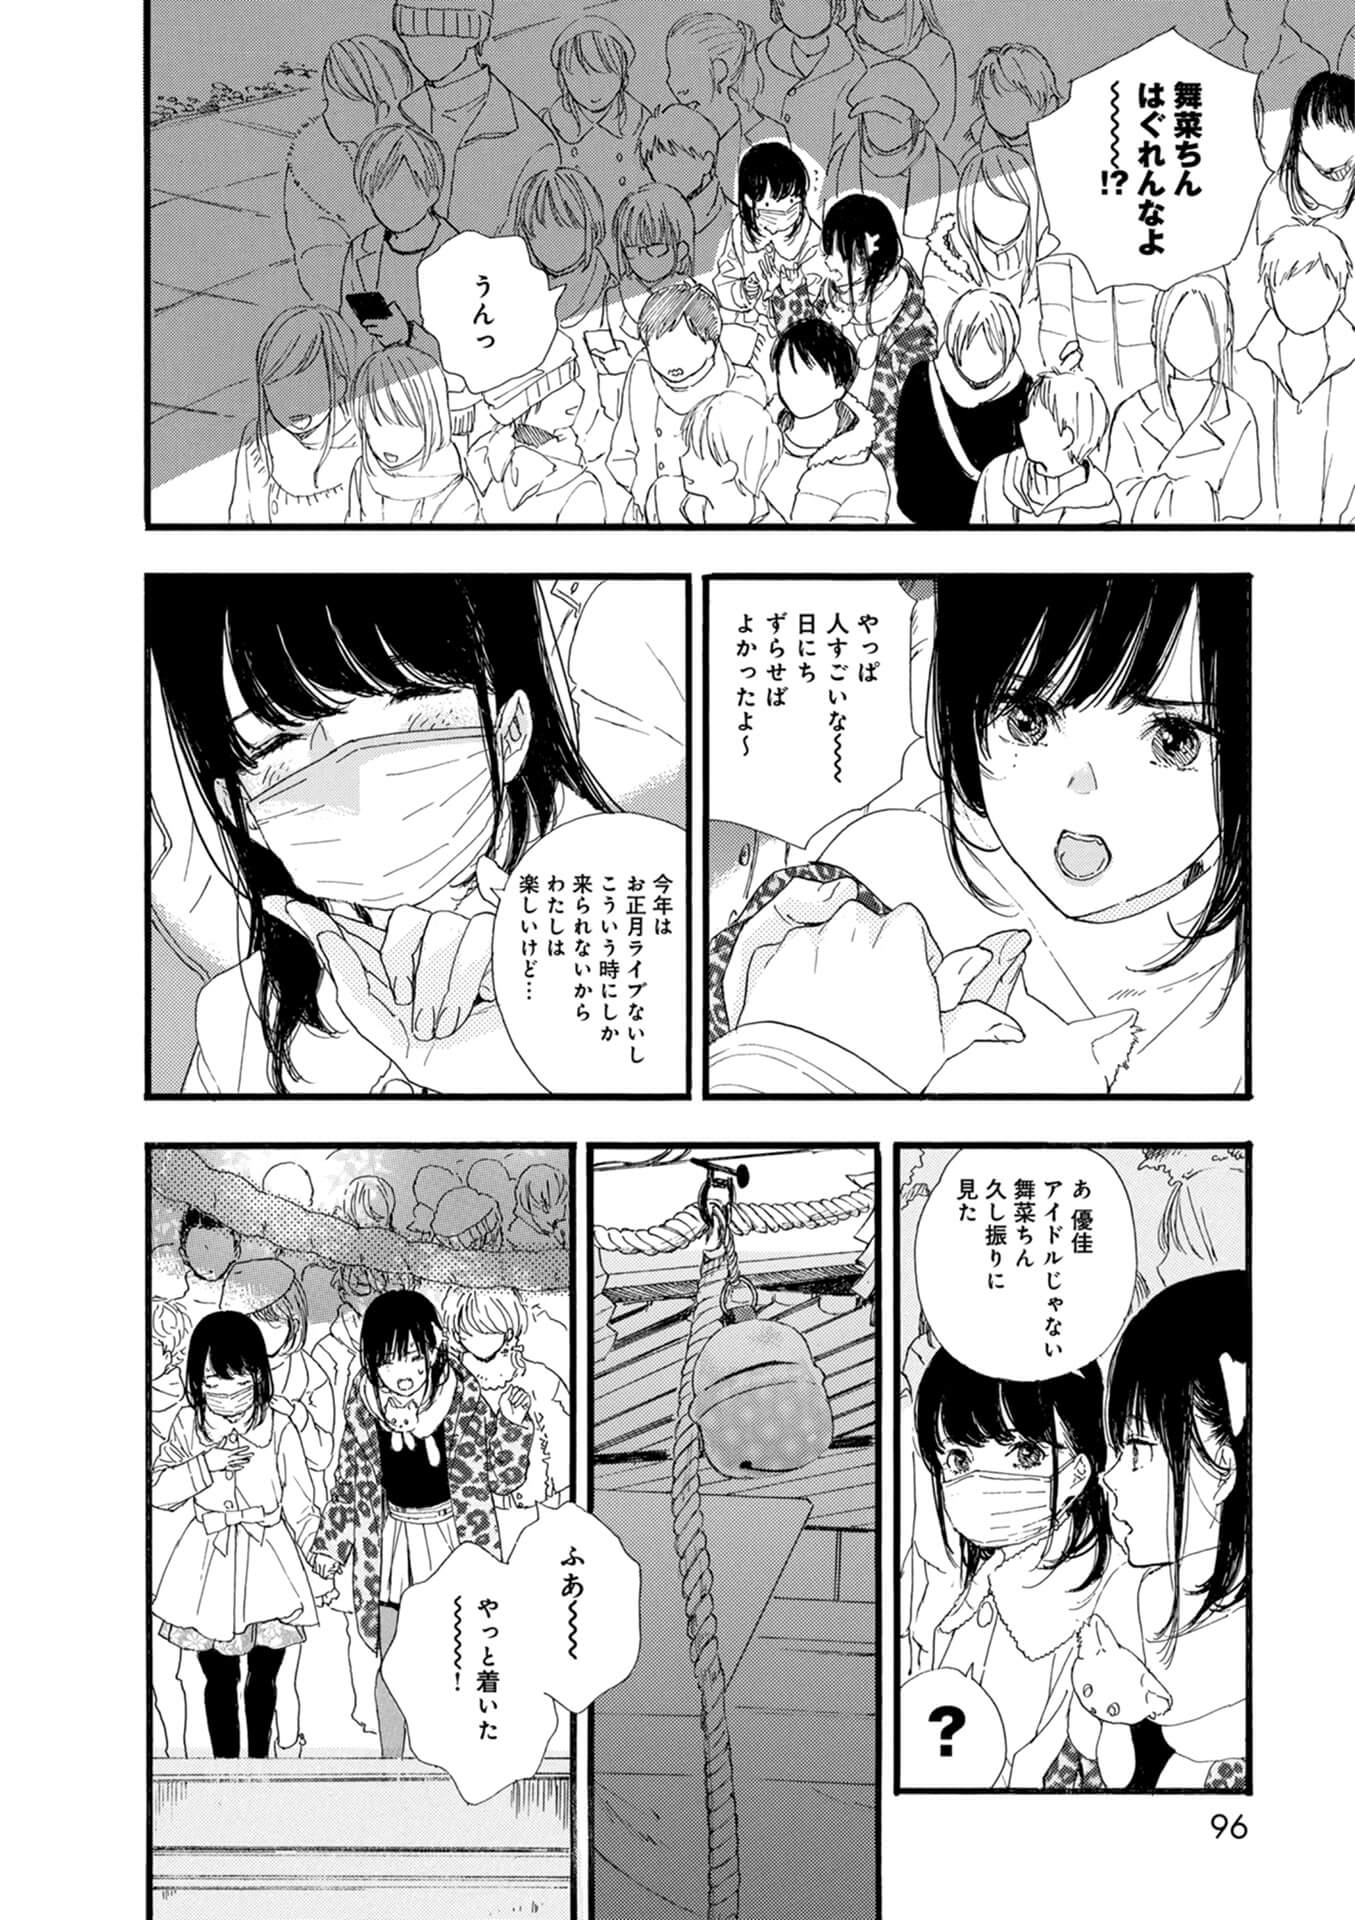 舞菜ちん
はぐれんなよ
〜〜〜!?
うんっ
やっぱ
人すごいな〜〜
日にち
ずらせば
よかったよ〜
今年は
お正月ライブないし
こういう時にしか
来られないから
わたしは
楽しいけど…
あ 優佳
アイドルじゃない
舞菜ちん
久し振りに
見た
?
ふあ〜〜
やっと着いた
〜〜〜!
96